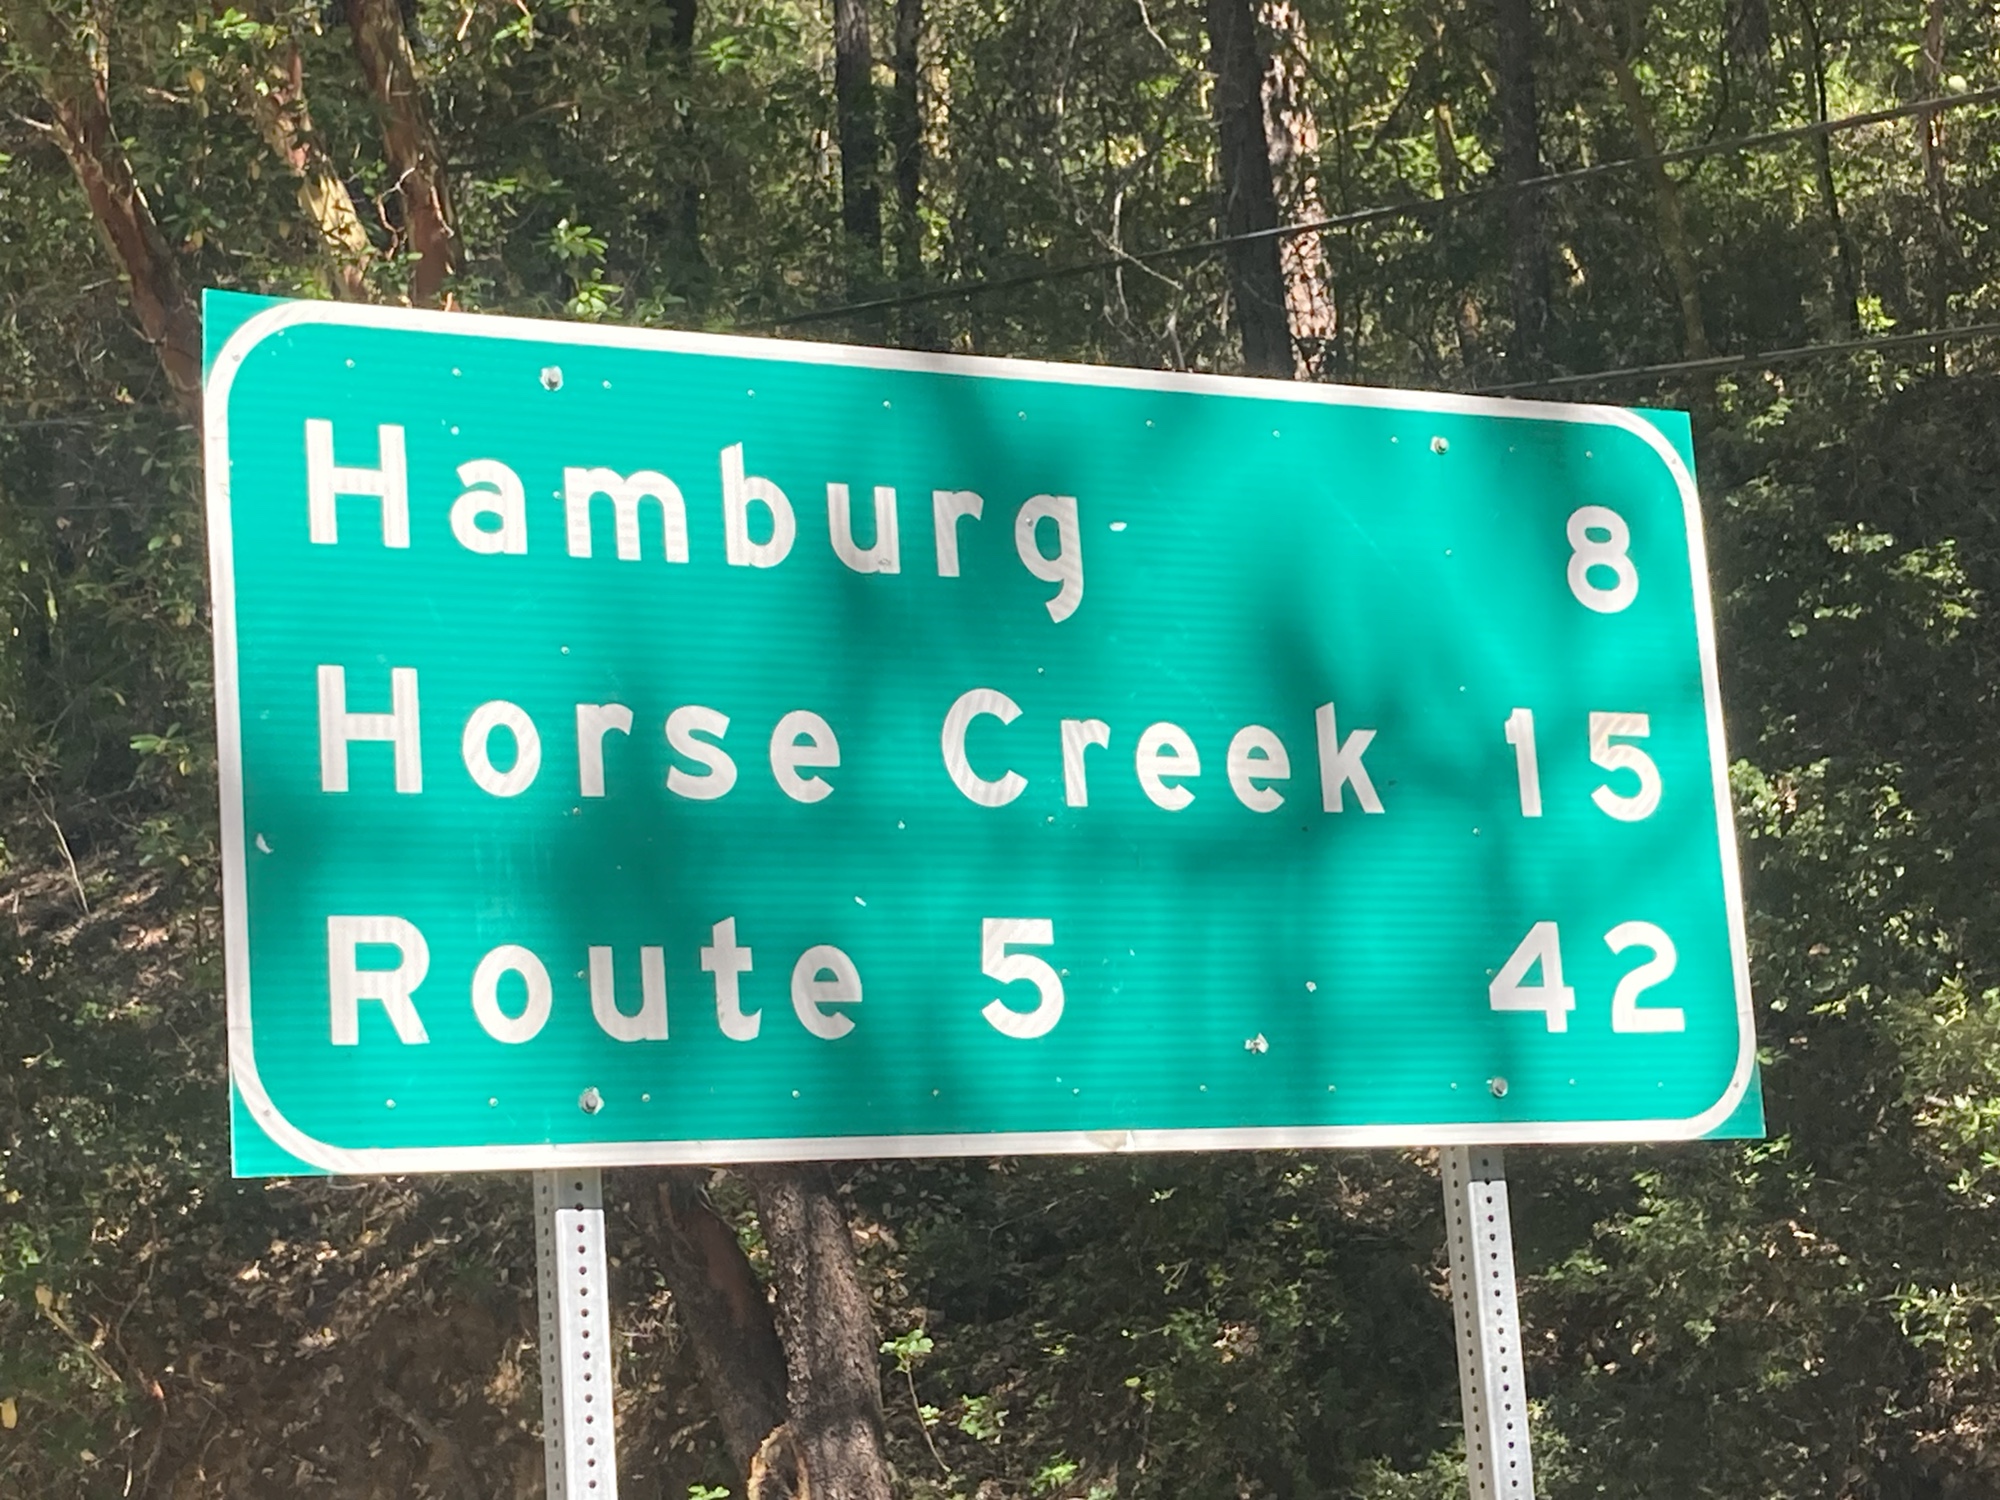 Hamburg 8
Horse Creek 15
Route 5 42